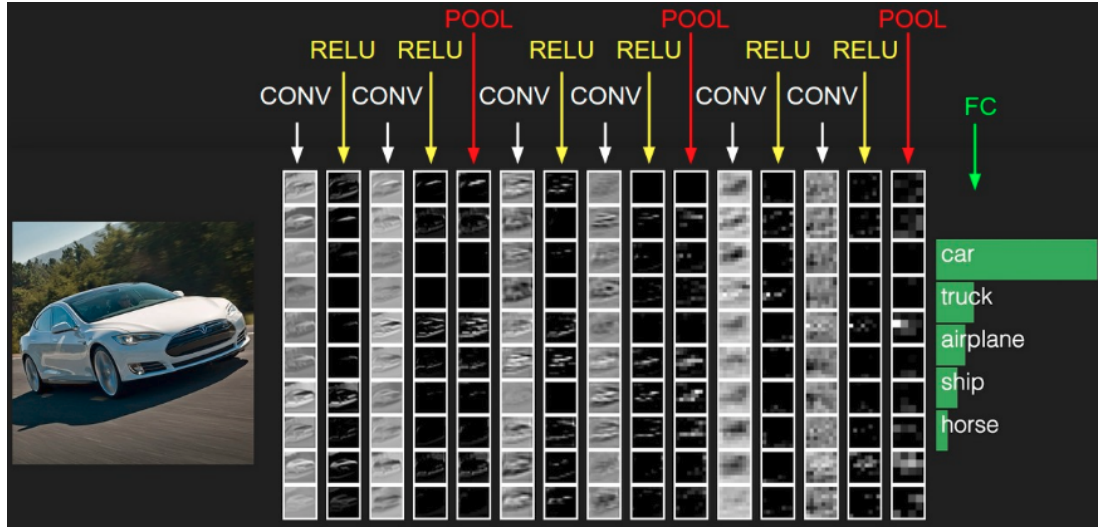 POOL POOL POOL
RELU RELU RELU RELU RELU RELU
CONV CONV CONV CONV CONV CONV
FC
car
truck
airplane
ship
horse